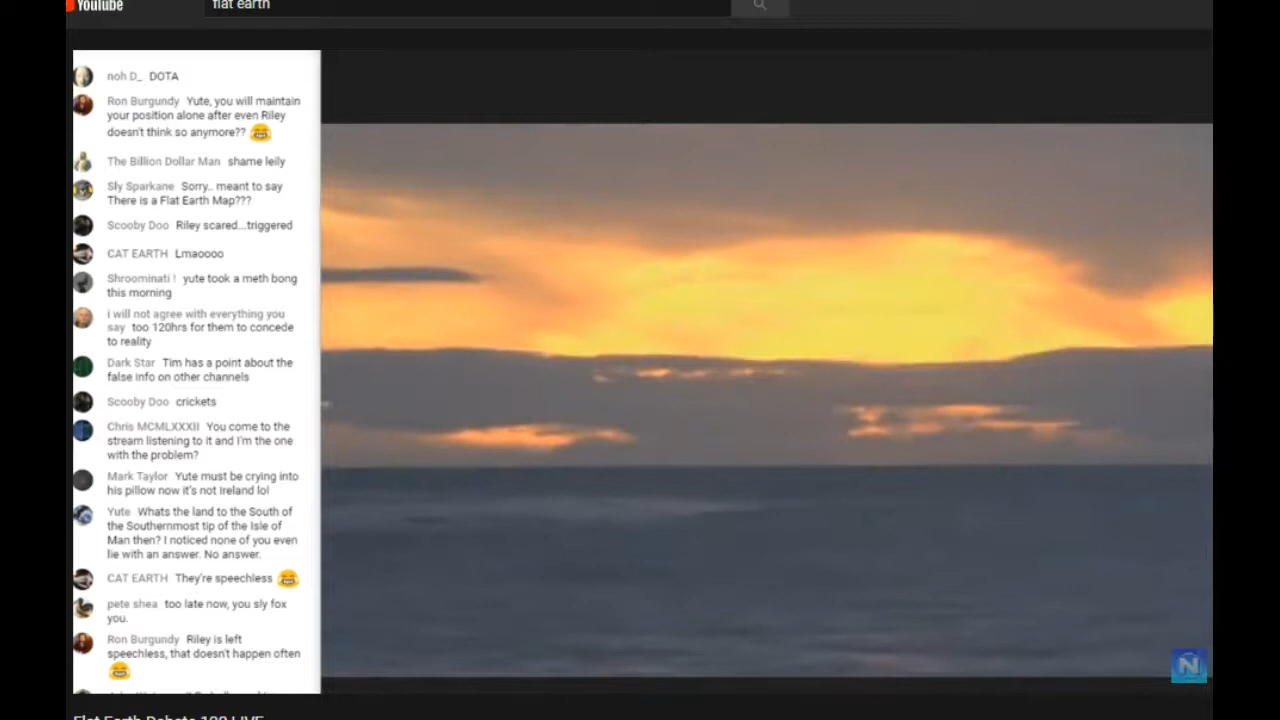 YouTube
flat earth
noh D_ DOTA
Ron Burgundy Yute, you will maintain
your position alone after even Riley
doesn't think so anymore??
The Billion Dollar Man shame leily
Sly Sparkane Sorry.. meant to say
There is a Flat Earth Map???
Scooby Doo Riley scared...triggered
CAT EARTH Lmaoooo
Shroominati ! yute took a meth bong
this morning
i will not agree with everything you
say too 120hrs for them to concede
to reality
Dark Star Tim has a point about the
false info on other channels
Scooby Doo crickets
Chris MCMLXXXII You come to the
stream listening to it and I'm the one
with the problem?
Mark Taylor Yute must be crying into
his pillow now it's not Ireland lol
Yute Whats the land to the South of
the Southernmost tip of the Isle of
Man then? I noticed none of you even
lie with an answer. No answer.
CAT EARTH They're speechless
pete shea too late now, you sly fox
you.
Ron Burgundy Riley is left
speechless, that doesn't happen often
N
Flat Earth Debate
LIVE